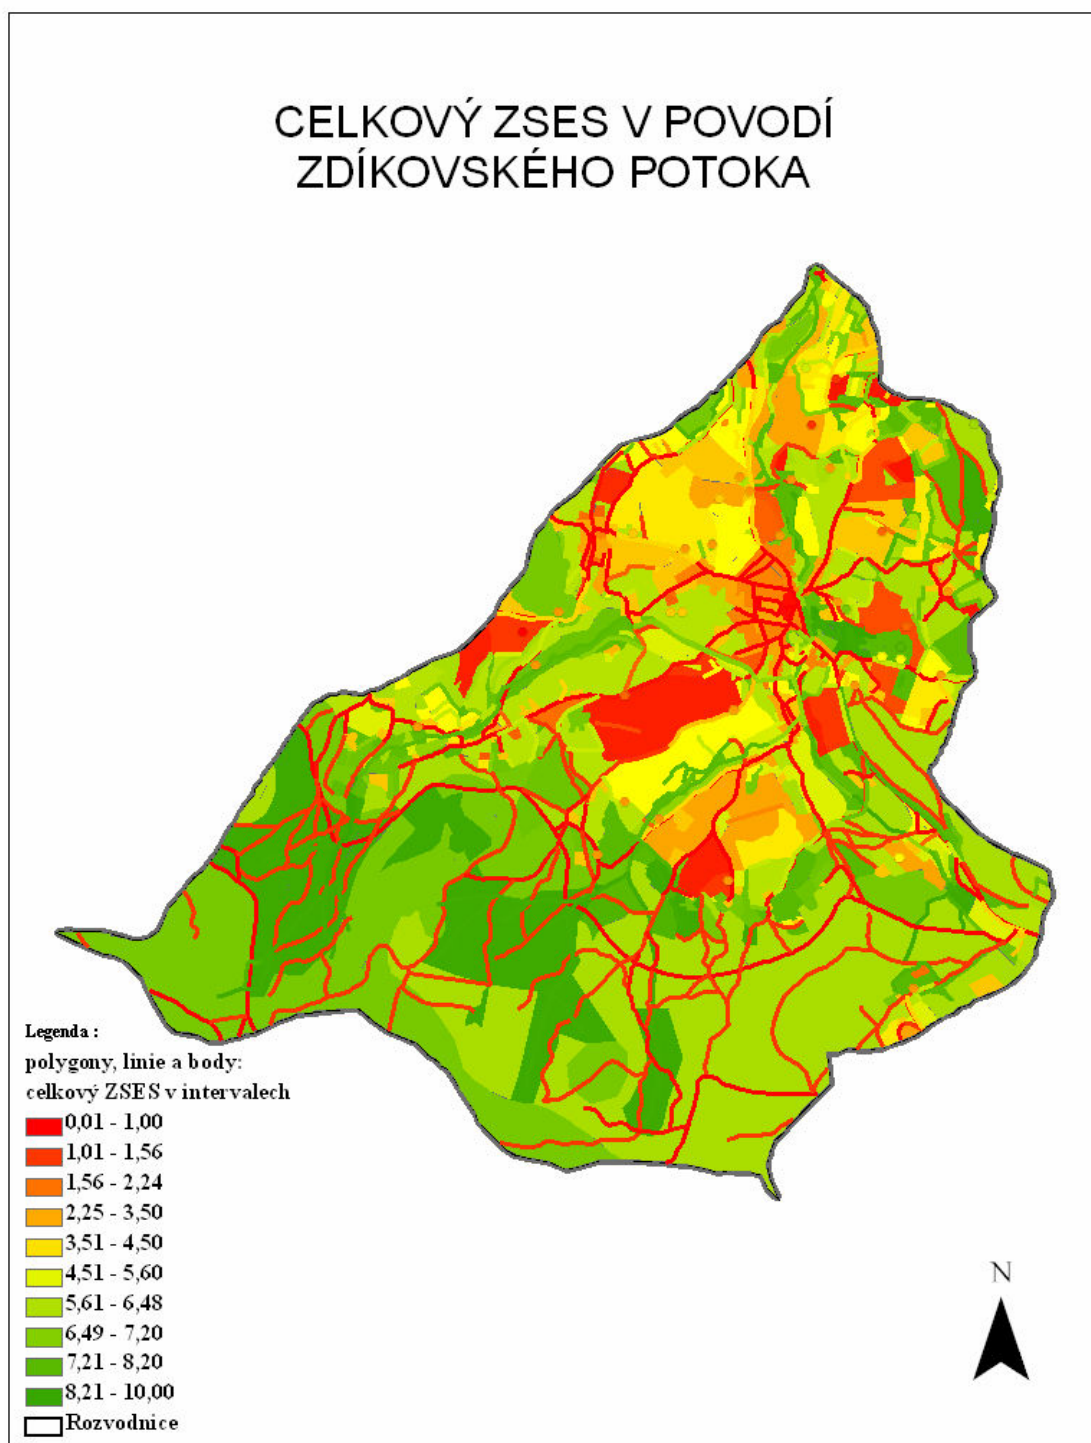 CELKOVÝ ZSES V POVODÍ
ZDÍKOVSKÉHO POTOKA
Legenda :
polygony, linie a body:
celkový ZSES v intervalech
0,01 - 1,00
1,01 - 1,56
1,56 - 2,24
2,25 - 3,50
3,51 - 4,50
4,51 - 5,60
5,61 - 6,48
6,49 - 7,20
7,21 - 8,20
8,21 - 10,00
Rozvodnice
N